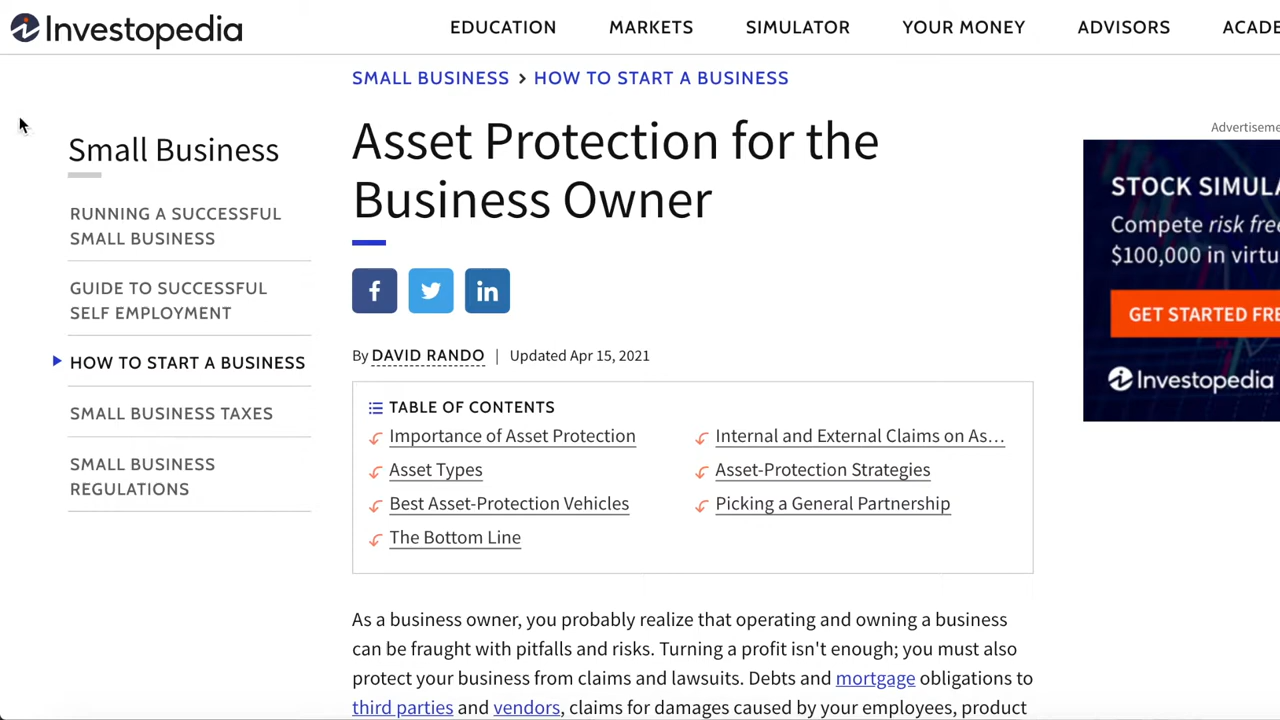 Investopedia
EDUCATION
MARKETS
SIMULATOR
YOUR MONEY
ADVISORS
ACADE
SMALL BUSINESS > HOW TO START A BUSINESS
Small Business
RUNNING A SUCCESSFUL
SMALL BUSINESS
GUIDE TO SUCCESSFUL
SELF EMPLOYMENT
HOW TO START A BUSINESS
SMALL BUSINESS TAXES
SMALL BUSINESS
REGULATIONS
Asset Protection for the
Business Owner
By DAVID RANDO | Updated Apr 15, 2021
TABLE OF CONTENTS
Importance of Asset Protection
Internal and External Claims on As…
Asset Types
Asset-Protection Strategies
Best Asset-Protection Vehicles
Picking a General Partnership
The Bottom Line
As a business owner, you probably realize that operating and owning a business
can be fraught with pitfalls and risks. Turning a profit isn't enough; you must also
protect your business from claims and lawsuits. Debts and mortgage obligations to
third parties and vendors, claims for damages caused by your employees, product
Advertiseme
STOCK SIMULA
Compete risk free
$100,000 in virtu
GET STARTED FRE
Investopedia